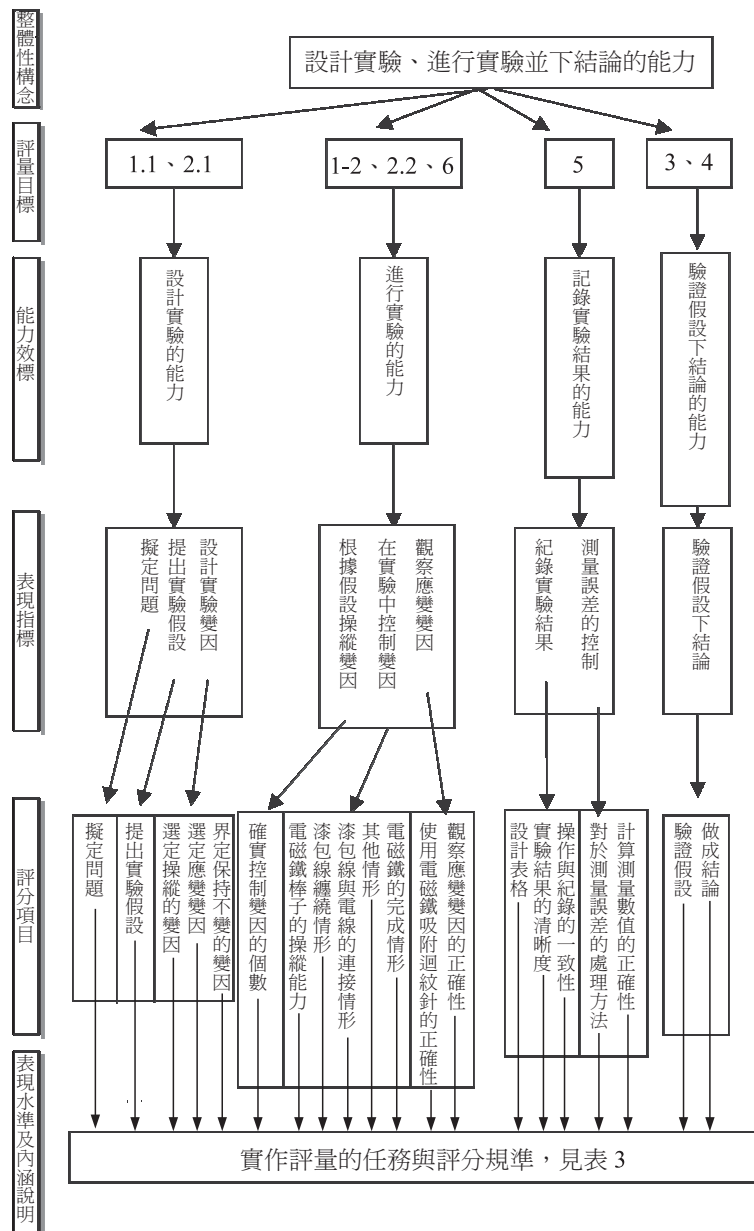 整體性構念
設計實驗、進行實驗並下結論的能力
評量目標
1.1、2.1
1-2、2.2、6
5
3、4
能力效標
設計實驗的能力
進行實驗的能力
記錄實驗結果的能力
驗證假設下結論的能力
表現指標
擬定問題
提出實驗假設
設計實驗變因
根據假設操縱變因
在實驗中控制變因
觀察應變變因
紀錄實驗結果
測量誤差的控制
驗證假設下結論
評分項目
擬定問題
提出實驗假設
選定操縱的變因
選定應變變因
界定保持不變的變因
確實控制變因的個數
電磁鐵棒子的操縱能力
漆包線纏繞情形
漆包線與電線的連接情形
其他情形
電磁鐵的完成情形
使用電磁鐵吸附迴紋針的正確性
觀察應變變因的正確性
設計表格
實驗結果的清晰度
操作與紀錄的一致性
對於測量誤差的處理方法
計算測量數值的正確性
驗證假設
做成結論
表現水準及內涵說明
實作評量的任務與評分規準，見表 3